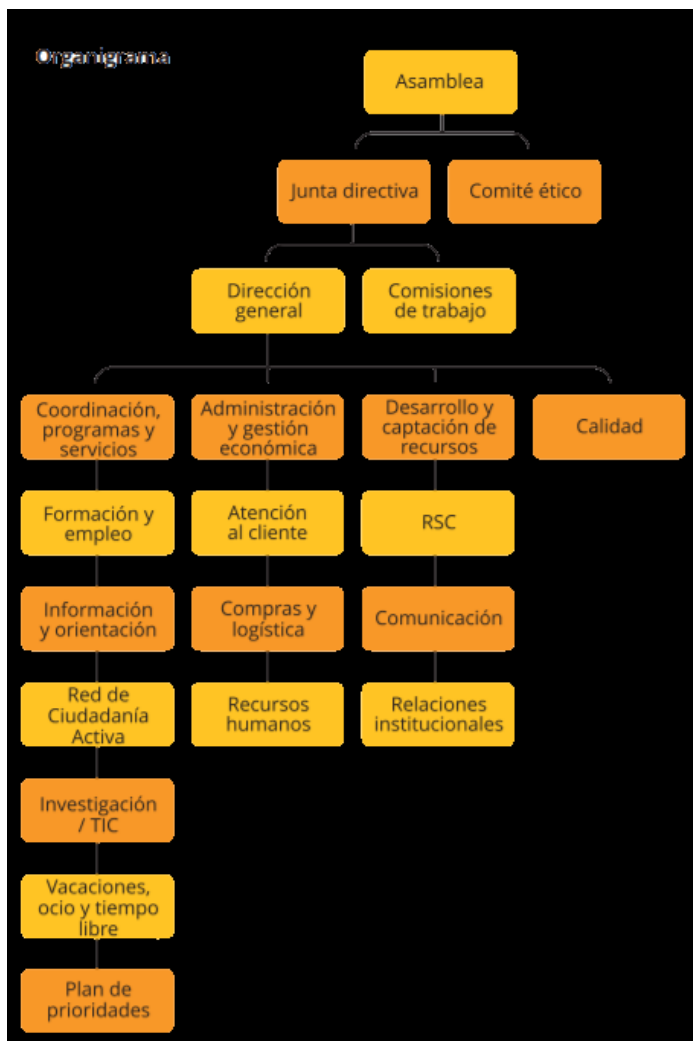 Organigrama
Asamblea
Junta directiva
Comité ético
Dirección
general
Comisiones
de trabajo
Coordinación,
programas y
servicios
Administración
y gestión
económica
Desarrollo y
captación de
recursos
Calidad
Formación y
empleo
Atención
al cliente
RSC
Información
y orientación
Compras y
logística
Comunicación
Red de
Ciudadanía
Activa
Recursos
humanos
Relaciones
institucionales
Investigación
/ TIC
Vacaciones,
ocio y tiempo
libre
Plan de
prioridades